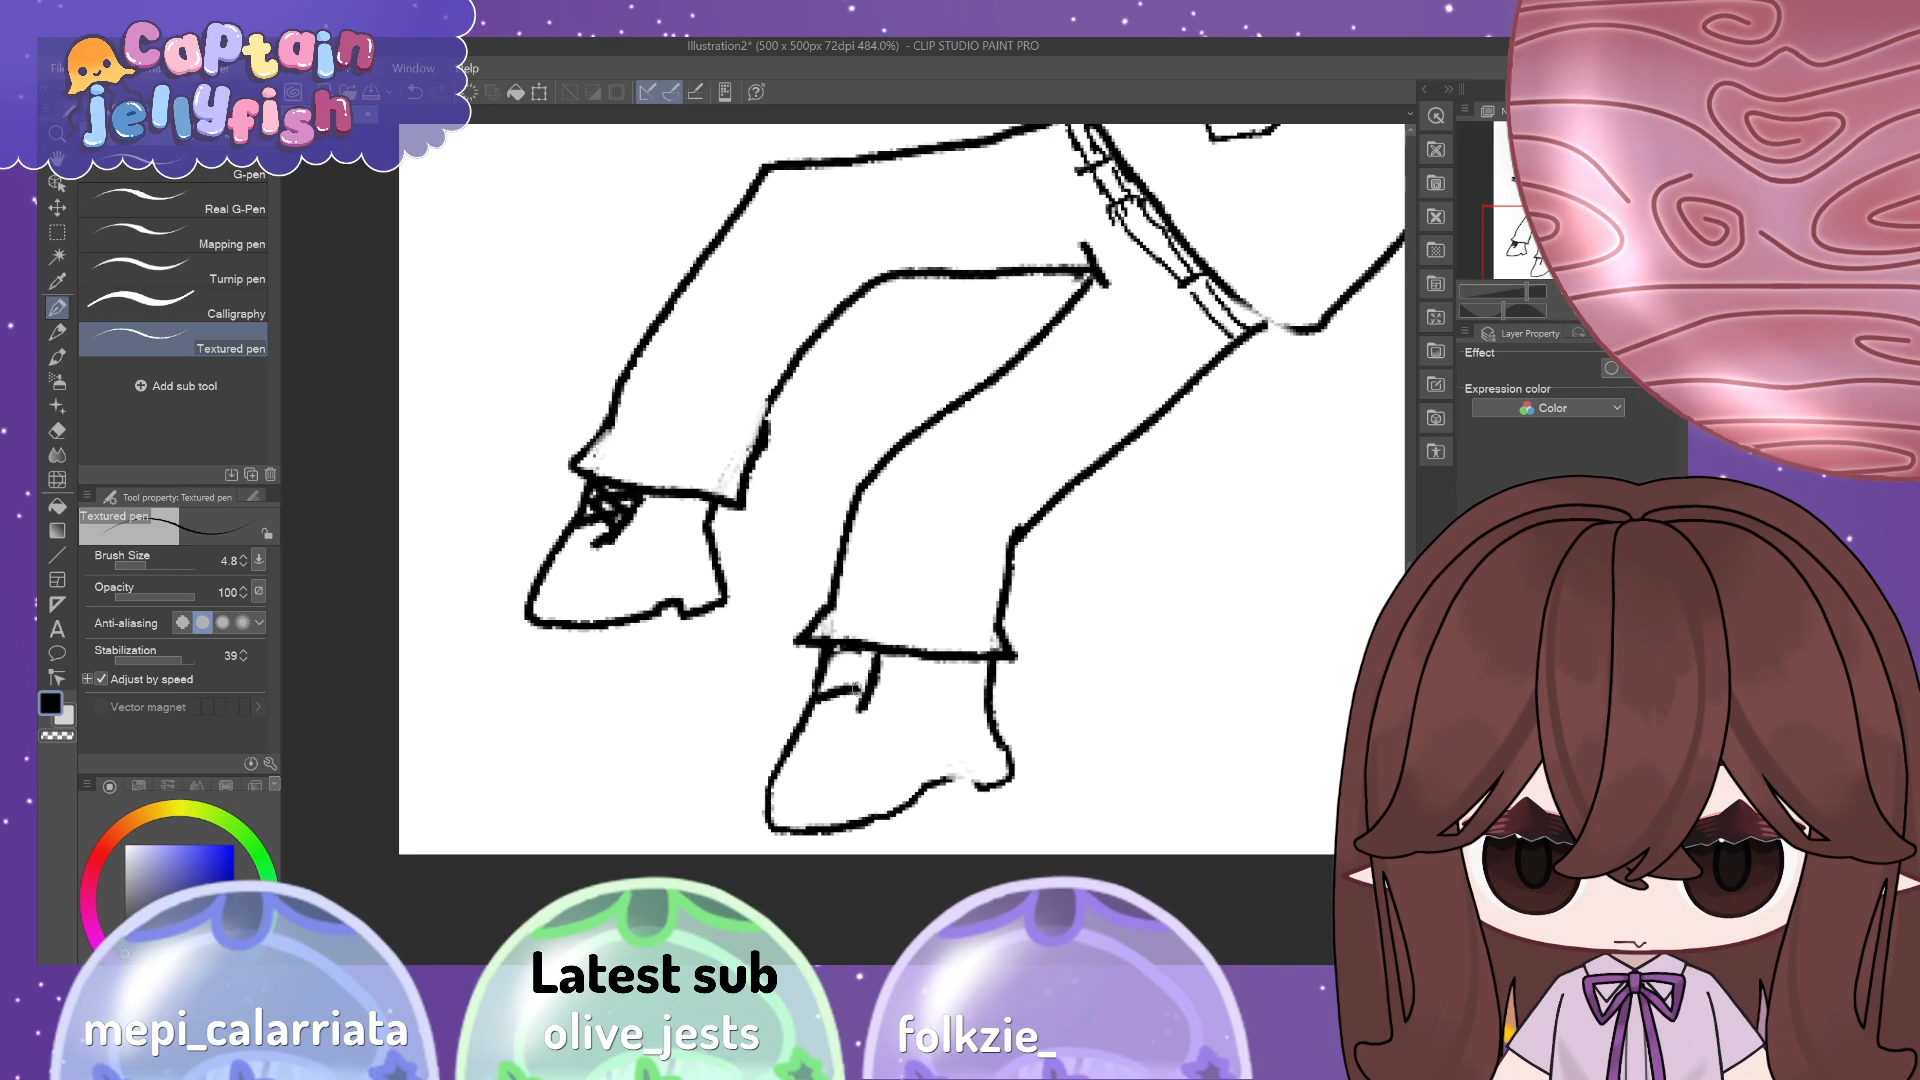 Captain
jellyfish
Illustration2* (500 x 500px 72dpi 484.0%) - CLIP STUDIO PAINT PRO
Window
G-pen
Real G-Pen
Mapping pen
Turnip pen
Calligraphy
Textured pen
Add sub tool
Tool property: Textured pen
Textured pen
Brush Size
4.8
Opacity
100
Anti-aliasing
Stabilization
39
Adjust by speed
Vector magnet
Layer Property
Effect
Expression color
Color
mepi_calarriata
Latest sub
olive_jests
folkzie_